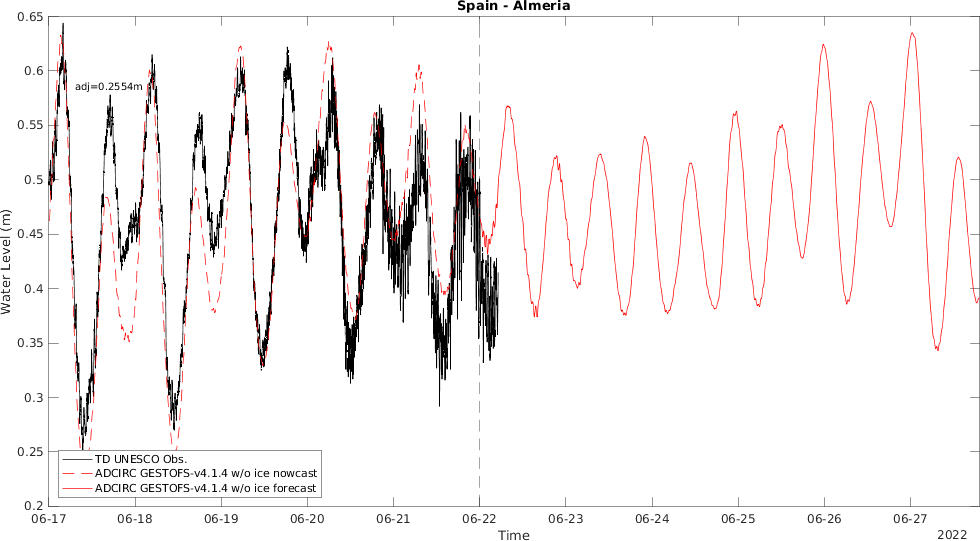 Spain - Almeria
0.65
0.6
0.55
0.5
0.45
0.4
0.35
0.3
0.25
0.2
Water Level (m)
adj=0.2554m
TD UNESCO Obs.
ADCIRC GESTOFS-v4.1.4 w/o ice nowcast
ADCIRC GESTOFS-v4.1.4 w/o ice forecast
06-17 06-18 06-19 06-20 06-21 06-22 06-23 06-24 06-25 06-26 06-27
Time
2022